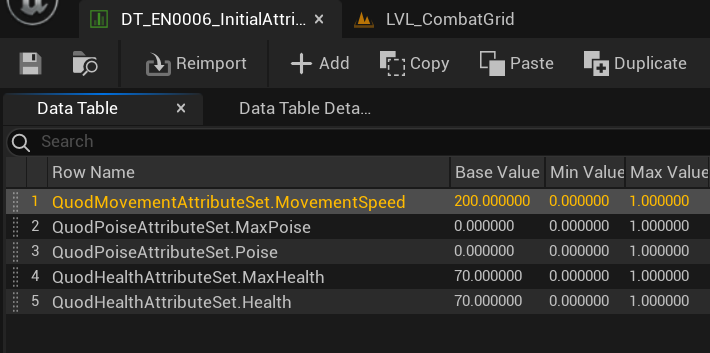 DT_EN0006_InitialAttri... × LVL_CombatGrid
Reimport Add Copy Paste Duplicate
Data Table × Data Table Deta...
Search
Row Name Base Value Min Value Max Value
1 QuodMovementAttributeSet.MovementSpeed 200.000000 0.000000 1.000000
2 QuodPoiseAttributeSet.MaxPoise 0.000000 0.000000 1.000000
3 QuodPoiseAttributeSet.Poise 0.000000 0.000000 1.000000
4 QuodHealthAttributeSet.MaxHealth 70.000000 0.000000 1.000000
5 QuodHealthAttributeSet.Health 70.000000 0.000000 1.000000